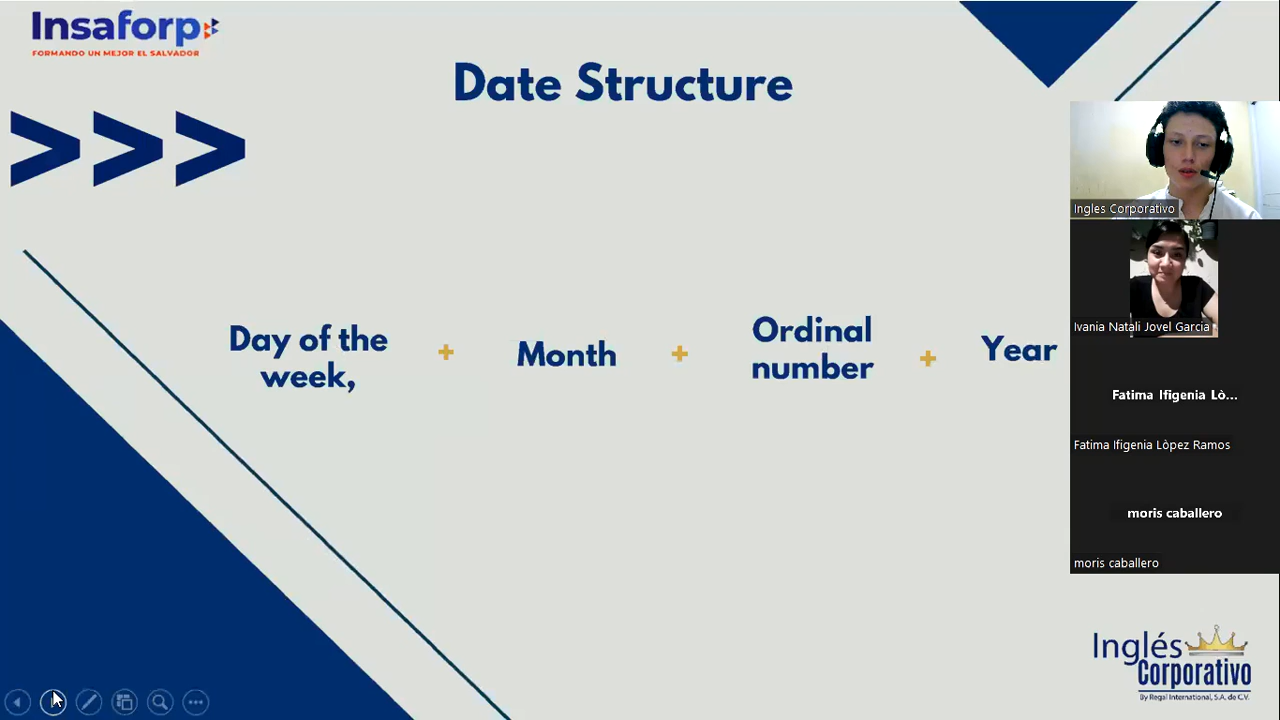 Insaforp
FORMANDO UN MEJOR EL SALVADOR
Date Structure
>>>
Day of the
week,
+
Month
+
Ordinal
number
+
Year
Ingles Corporativo
Ivania Natali Jovel Garcia
Fatima Ifigenia Lò...
Fatima Ifigenia Lòpez Ramos
moris caballero
moris caballero
Inglés
Corporativo
By Regal International, S.A. de C.V.